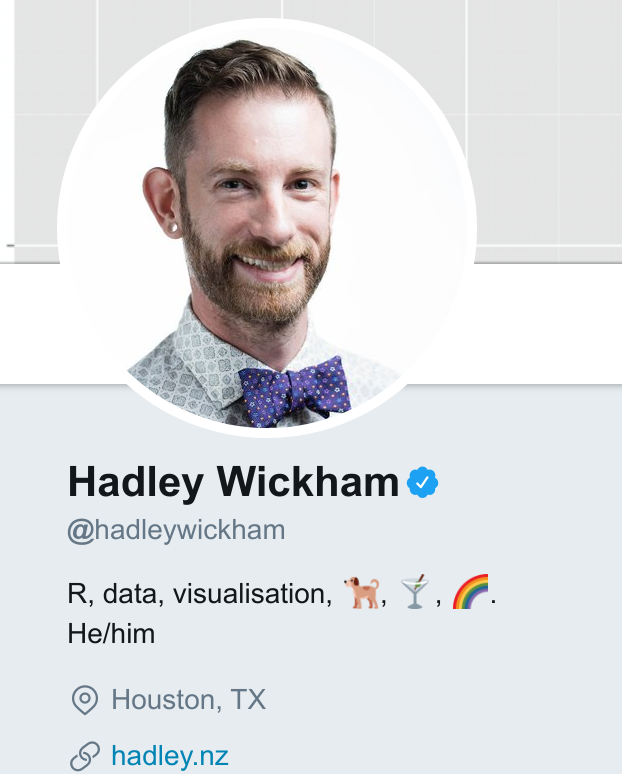 Hadley Wickham
@hadleywickham
R, data, visualisation, 🐕, 🍸, 🌈.
He/him
Houston, TX
hadley.nz